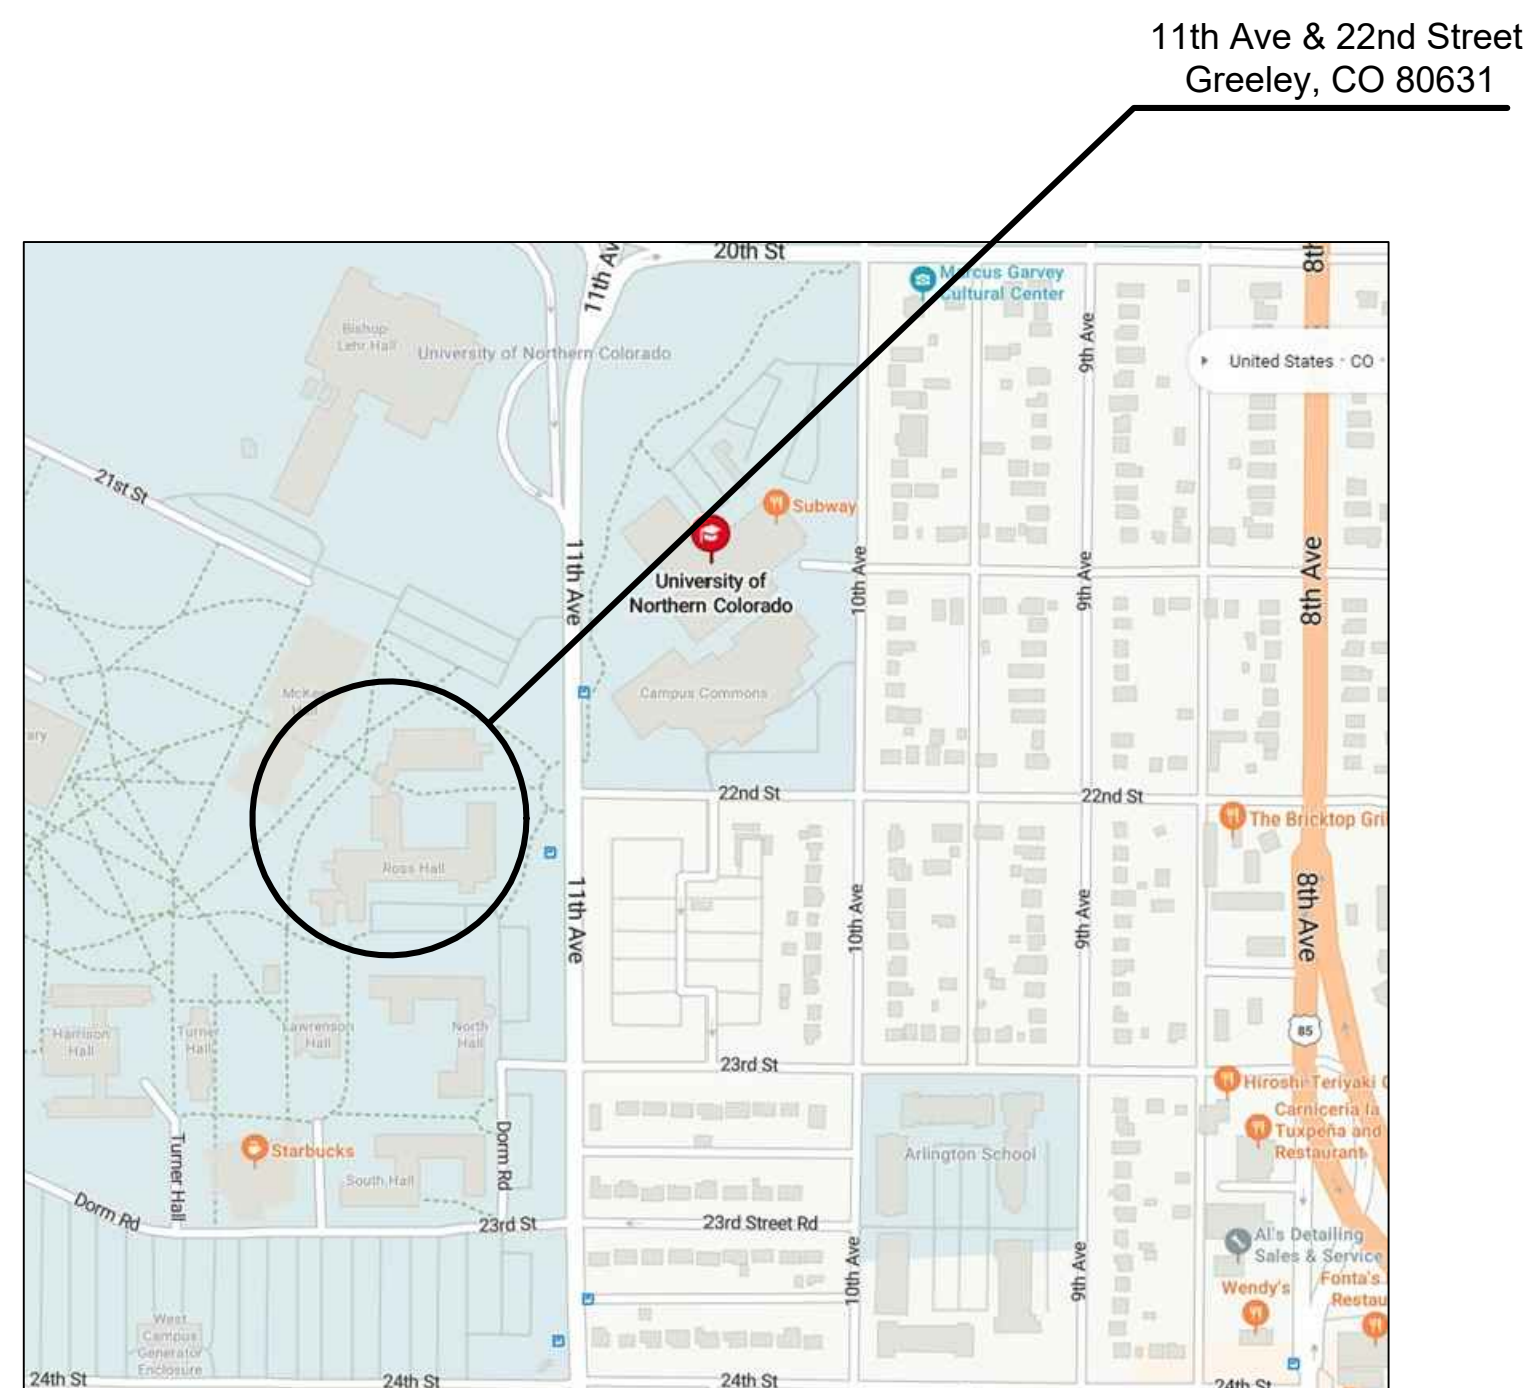 11th Ave & 22nd Street
Greeley, CO 80631
20th St
11th Av
8th
Marcus Garvey
Cultural Center
Bishop
Lehr Hall
University of Northern Colorado
9th Ave
United States · CO ·
21st St
Subway
11th Ave
University of
Northern Colorado
10th Ave
9th Ave
8th Ave
McKee
Hall
Campus Commons
ary
22nd St
22nd St
The Bricktop Gri
Ross Hall
11th Ave
10th Ave
9th Ave
8th Ave
Harrison
Hall
Turner
Hall
Lawrenson
Hall
North
Hall
85
23rd St
Hiroshi Teriyaki
Carniceria la
Tuxpeña and
Restaurant
Turner Hall
Starbucks
Dorm Rd
South Hall
Arlington School
Dorm Rd
23rd St
23rd Street Rd
10th Ave
9th Ave
Al's Detailing
Sales & Service
Wendy's
Fonta's
Restau
West
Campus
Generator
Enclosure
24th St
24th St
24th St
24th St